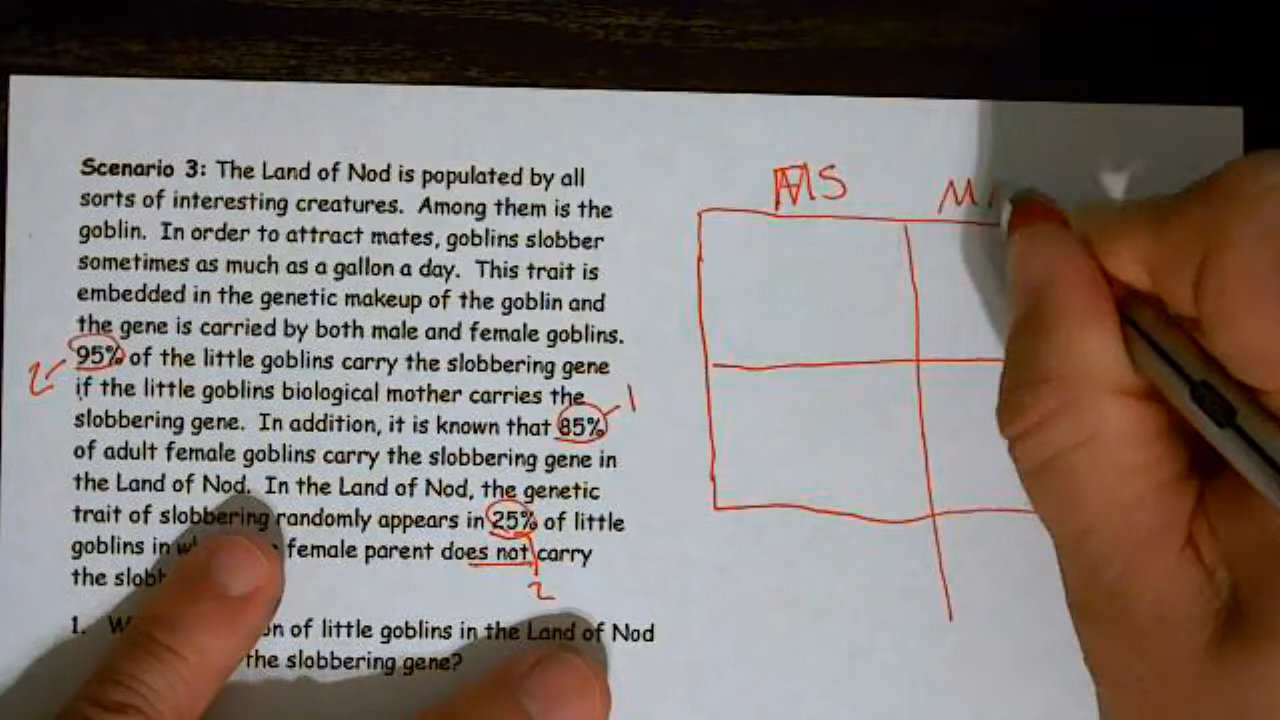 Scenario 3: The Land of Nod is populated by all
sorts of interesting creatures. Among them is the
goblin. In order to attract mates, goblins slobber
sometimes as much as a gallon a day. This trait is
embedded in the genetic makeup of the goblin and
the gene is carried by both male and female goblins.
95% of the little goblins carry the slobbering gene
if the little goblins biological mother carries the
slobbering gene. In addition, it is known that 85%
of adult female goblins carry the slobbering gene in
the Land of Nod. In the Land of Nod, the genetic
trait of slobbering randomly appears in 25% of little
goblins in female parent does not carry
the
1. of little goblins in the Land of Nod
the slobbering gene?
2
1
2
MS
M